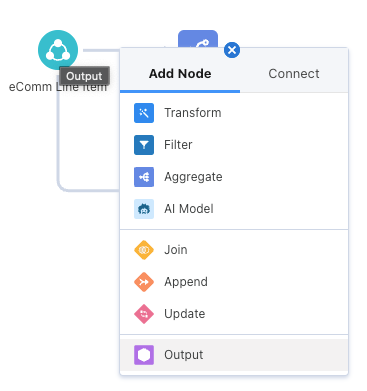 Output
eComm Line Item
Add Node
Connect
Transform
Filter
Aggregate
AI Model
Join
Append
Update
Output